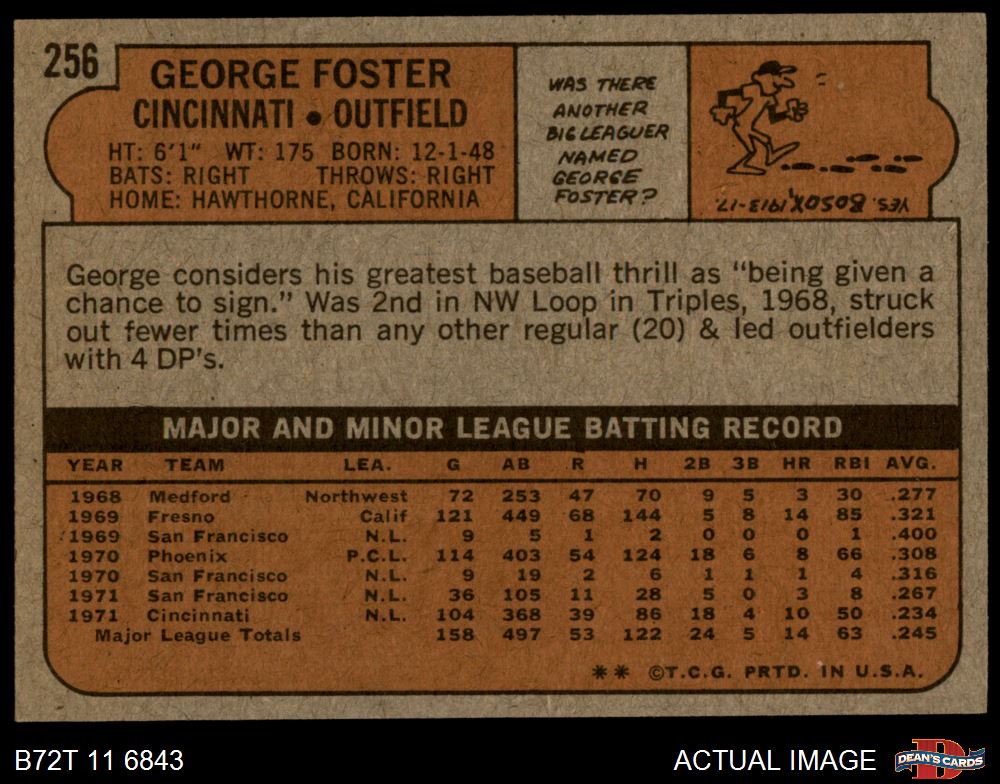 256
GEORGE FOSTER
CINCINNATI • OUTFIELD
HT: 6'1" WT: 175 BORN: 12-1-48
BATS: RIGHT THROWS: RIGHT
HOME: HAWTHORNE, CALIFORNIA
WAS THERE
ANOTHER
BIG LEAGUER
NAMED
GEORGE
FOSTER?
YES. BOSOX, 1913-17.
George considers his greatest baseball thrill as "being given a
chance to sign." Was 2nd in NW Loop in Triples, 1968, struck
out fewer times than any other regular (20) & led outfielders
with 4 DP's.
MAJOR AND MINOR LEAGUE BATTING RECORD
YEAR TEAM LEA. G AB R H 2B 3B HR RBI AVG.
1968 Medford Northwest 72 253 47 70 9 5 3 30 .277
1969 Fresno Calif 121 449 68 144 5 8 14 85 .321
1969 San Francisco N.L. 9 5 1 2 0 0 0 1 .400
1970 Phoenix P.C.L. 114 403 54 124 18 6 8 66 .308
1970 San Francisco N.L. 9 19 2 6 1 1 1 4 .316
1971 San Francisco N.L. 36 105 11 28 5 0 3 8 .267
1971 Cincinnati N.L. 104 368 39 86 18 4 10 50 .234
Major League Totals 158 497 53 122 24 5 14 63 .245
** ©T.C.G. PRTD. IN U.S.A.
B72T 11 6843
ACTUAL IMAGE
DEAN'S CARDS